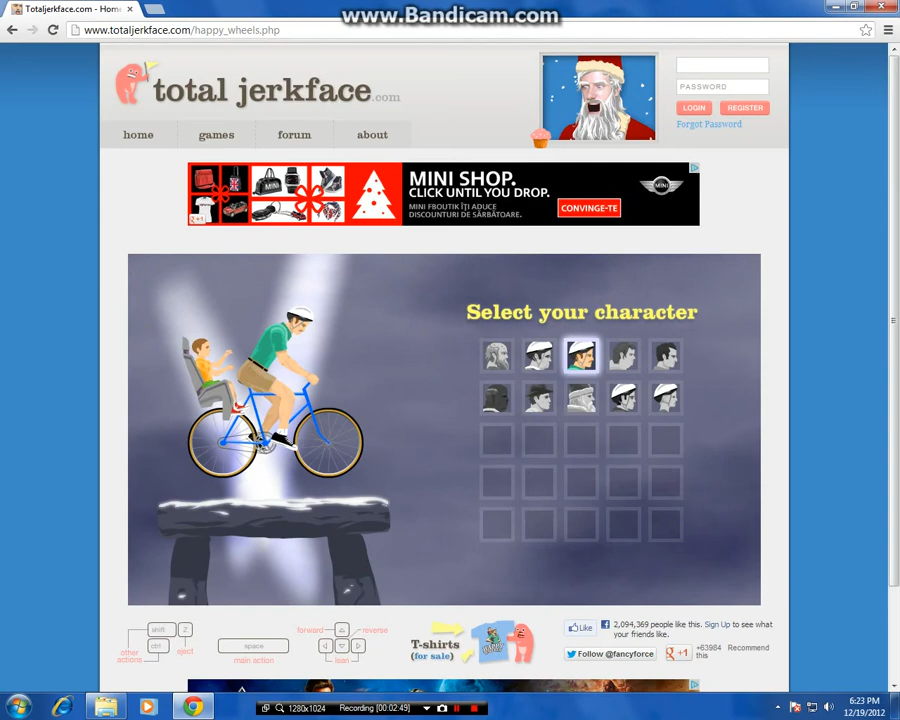 www.Bandicam.com
Totaljerkface.com - Hom
www.totaljerkface.com/happy_wheels.php
total jerkface.com
PASSWORD
LOGIN REGISTER
Forgot Password
home games forum about
MINI SHOP.
CLICK UNTIL YOU DROP.
MINI FBOUTIK ÎȚI ADUCE
DISCOUNTURI DE SĂRBĂTOARE.
CONVINGE-TE
MINI
g+1
Select your character
shift Z
ctrl
other
actions
eject
space
main action
forward reverse
lean
T-shirts
(for sale)
Like 2,094,369 people like this. Sign Up to see what
your friends like.
Follow @fancyforce
g +1 +63984 Recommend
this
1280x1024 Recording [00:02:49]
6:23 PM
12/19/2012